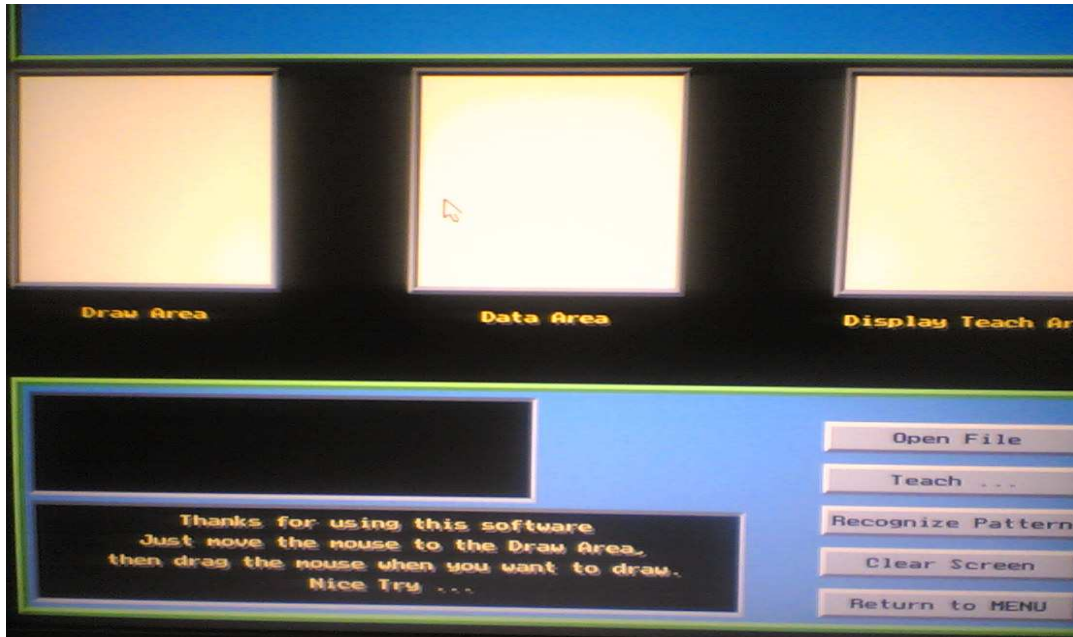 Draw Area
Data Area
Display Teach Ar
Open File
Teach ...
Recognize Pattern
Clear Screen
Return to MENU
Thanks for using this software
Just move the mouse to the Draw Area,
then drag the mouse when you want to draw.
Nice Try ...